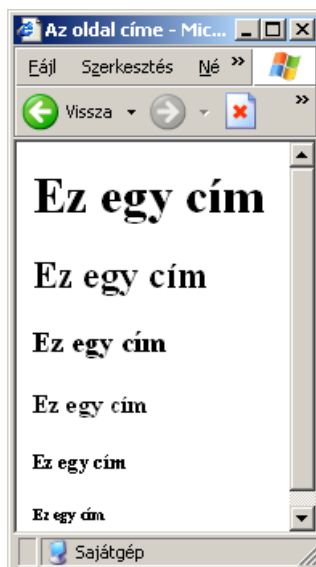 Az oldal címe - Mic...
Fájl Szerkesztés Né »
Vissza »
Ez egy cím
Ez egy cím
Ez egy cím
Ez egy cím
Ez egy cím
Ez egy cím
Sajátgép